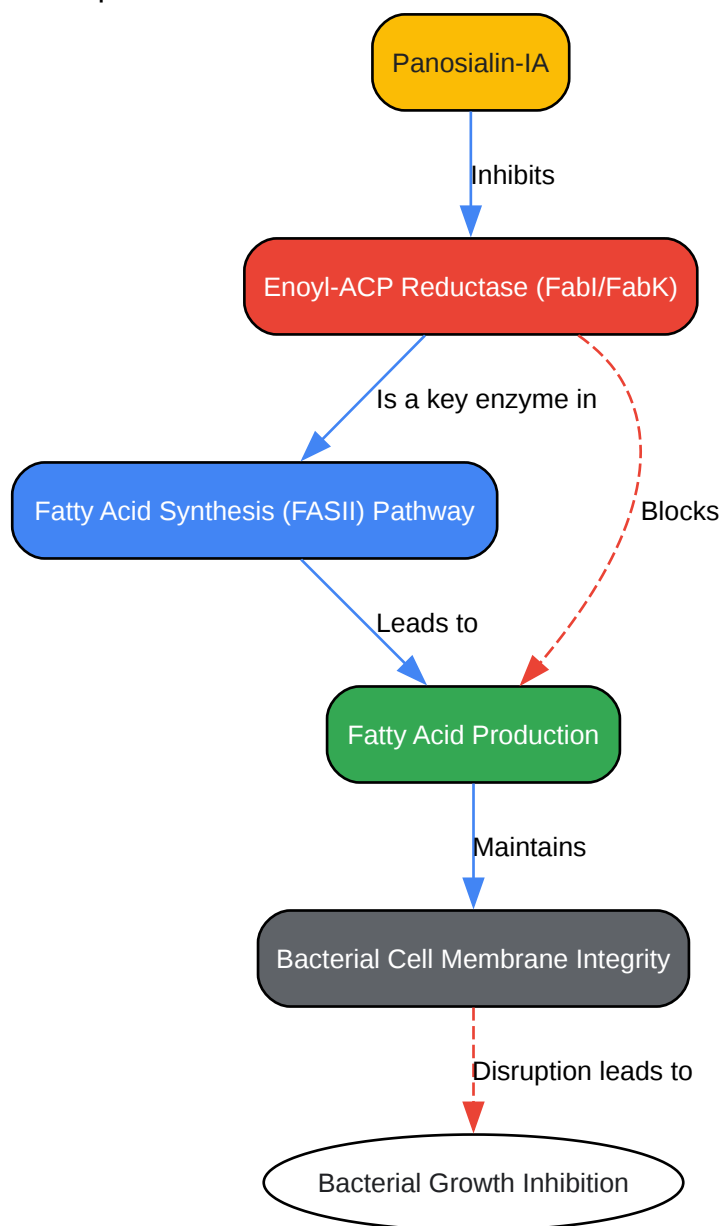 Panosialin-IA
Inhibits
Enoyl-ACP Reductase (FabI/FabK)
Is a key enzyme in
Fatty Acid Synthesis (FASII) Pathway
Blocks
Leads to
Fatty Acid Production
Maintains
Bacterial Cell Membrane Integrity
Disruption leads to
Bacterial Growth Inhibition